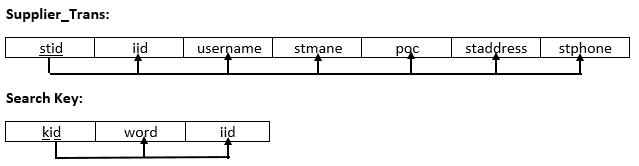 Supplier_Trans:
stid iid username stmane poc staddress stphone
Search Key:
kid word iid